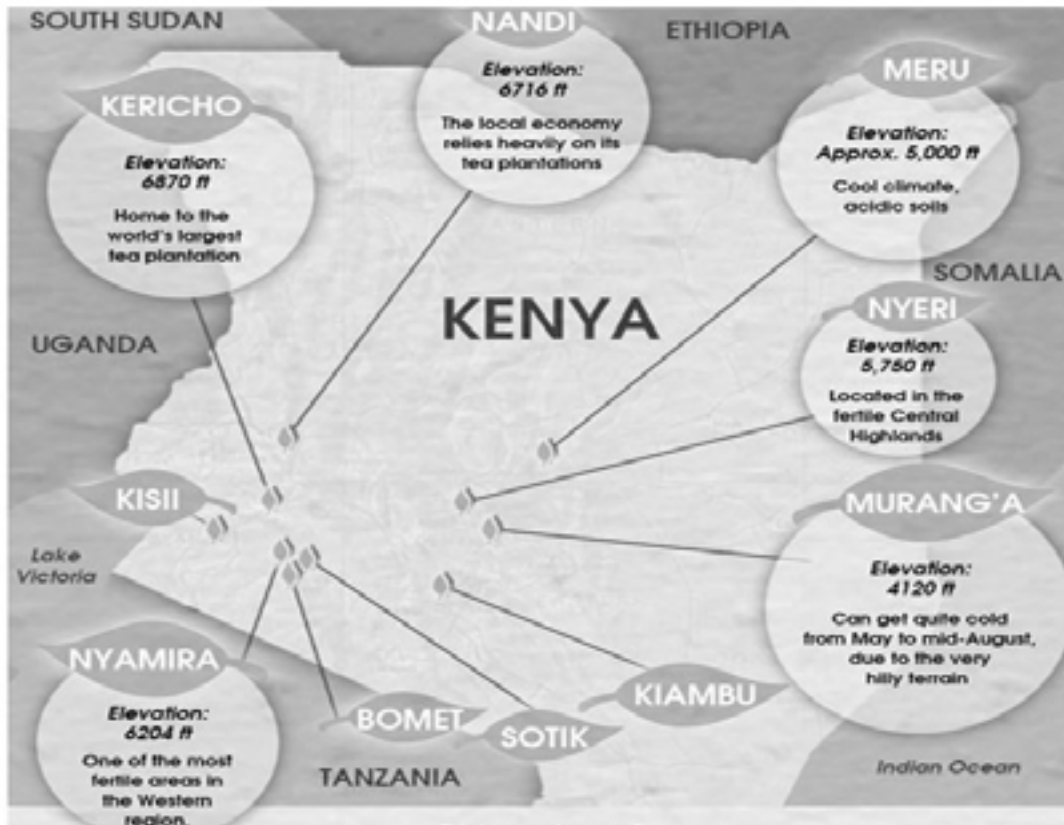 SOUTH SUDAN
NANDI
Elevation:
6716 ft
The local economy
relies heavily on its
tea plantations
ETHIOPIA
MERU
Elevation:
Approx. 5,000 ft
Cool climate,
acidic soils
KERICHO
Elevation:
6870 ft
Home to the
world's largest
tea plantation
SOMALIA
KENYA
NYERI
Elevation:
5,750 ft
Located in the
fertile Central
Highlands
UGANDA
KISII
MURANG'A
Elevation:
4120 ft
Can get quite cold
from May to mid-August,
due to the very
hilly terrain
Lake
Victoria
NYAMIRA
Elevation:
6204 ft
One of the most
fertile areas in
the Western
region.
BOMET
SOTIK
KIAMBU
TANZANIA
Indian Ocean